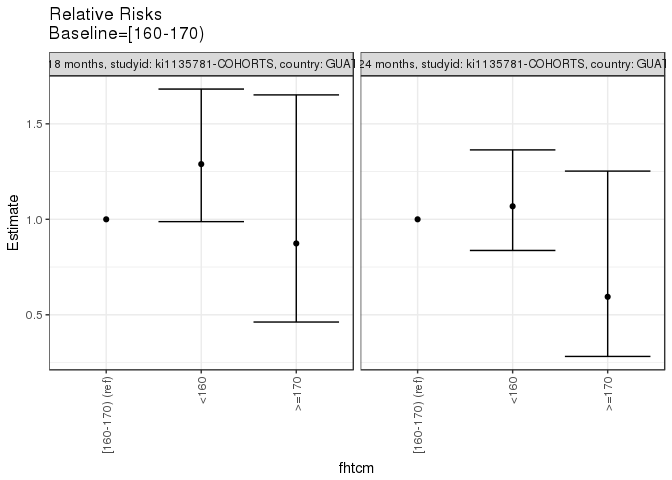 Relative Risks
Baseline=[160-170)
18 months, studyid: ki1135781-COHORTS, country: GUAT
24 months, studyid: ki1135781-COHORTS, country: GUAT
1.5
1.0
0.5
Estimate
[160-170) (ref)
<160
>=170
[160-170) (ref)
<160
>=170
fhtcm